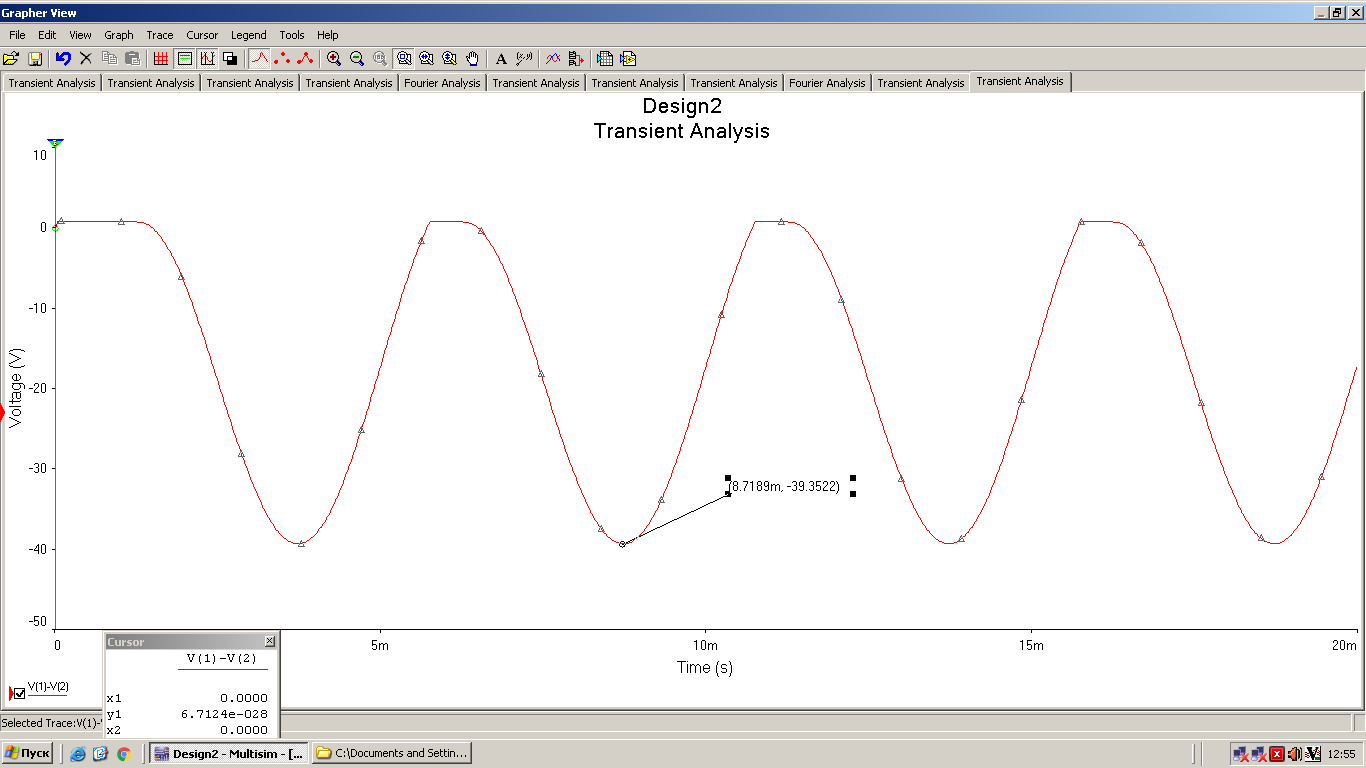 Grapher View
File Edit View Graph Trace Cursor Legend Tools Help
A
Transient Analysis Transient Analysis Transient Analysis Transient Analysis Fourier Analysis Transient Analysis Transient Analysis Transient Analysis Fourier Analysis Transient Analysis Transient Analysis
Design2
Transient Analysis
10
0
-10
-20
-30
-40
-50
Voltage (V)
(8.7189m, -39.3522)
0 5m 10m 15m 20m
Time (s)
V(1)-V(2)
Cursor
V(1)-V(2)
x1 0.0000
y1 6.7124e-028
x2 0.0000
Selected Trace:V(1)-
Пуск Design2 - Multisim - [... C:\Documents and Settin... 12:55